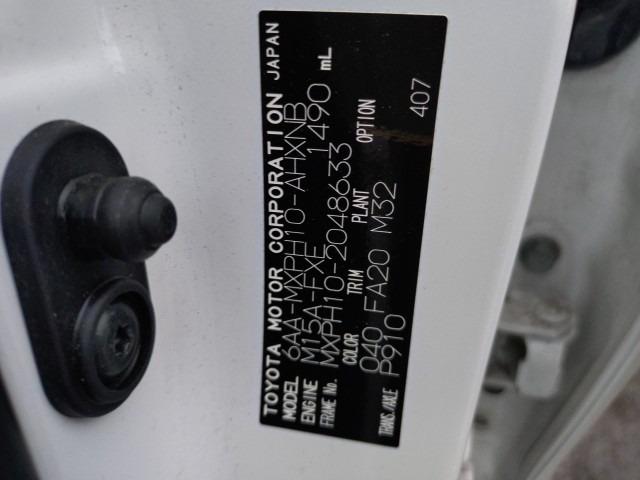 TOYOTA MOTOR CORPORATION JAPAN
MODEL 6AA-MXPH10-AHXNB
ENGINE M15A-FXE 1490 mL
FRAME No. MXPH10-2048633
COLOR TRIM PLANT OPTION
040 FA20 M32
TRANS./AXLE P910 407